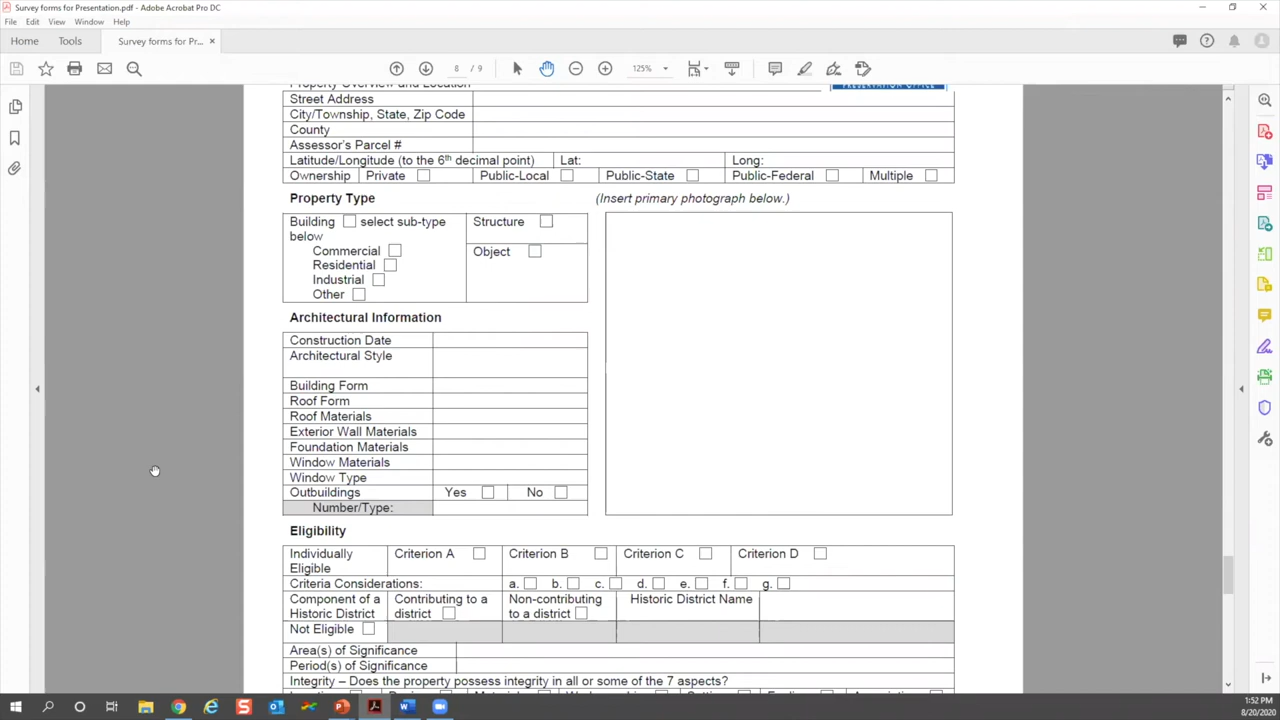 Survey forms for Presentation.pdf - Adobe Acrobat Pro DC
File Edit View Window Help
Home Tools Survey forms for Pr... ×
8 / 9 125%
Property Overview and Location
PRESERVATION OFFICE
Street Address
City/Township, State, Zip Code
County
Assessor's Parcel #
Latitude/Longitude (to the 6th decimal point) Lat: Long:
Ownership Private Public-Local Public-State Public-Federal Multiple
Property Type (Insert primary photograph below.)
Building select sub-type Structure
below
Commercial Object
Residential
Industrial
Other
Architectural Information
Construction Date
Architectural Style
Building Form
Roof Form
Roof Materials
Exterior Wall Materials
Foundation Materials
Window Materials
Window Type
Outbuildings Yes No
Number/Type:
Eligibility
Individually Criterion A Criterion B Criterion C Criterion D
Eligible
Criteria Considerations: a. b. c. d. e. f. g.
Component of a Contributing to a Non-contributing Historic District Name
Historic District district to a district
Not Eligible
Area(s) of Significance
Period(s) of Significance
Integrity – Does the property possess integrity in all or some of the 7 aspects?
1:52 PM
8/20/2020